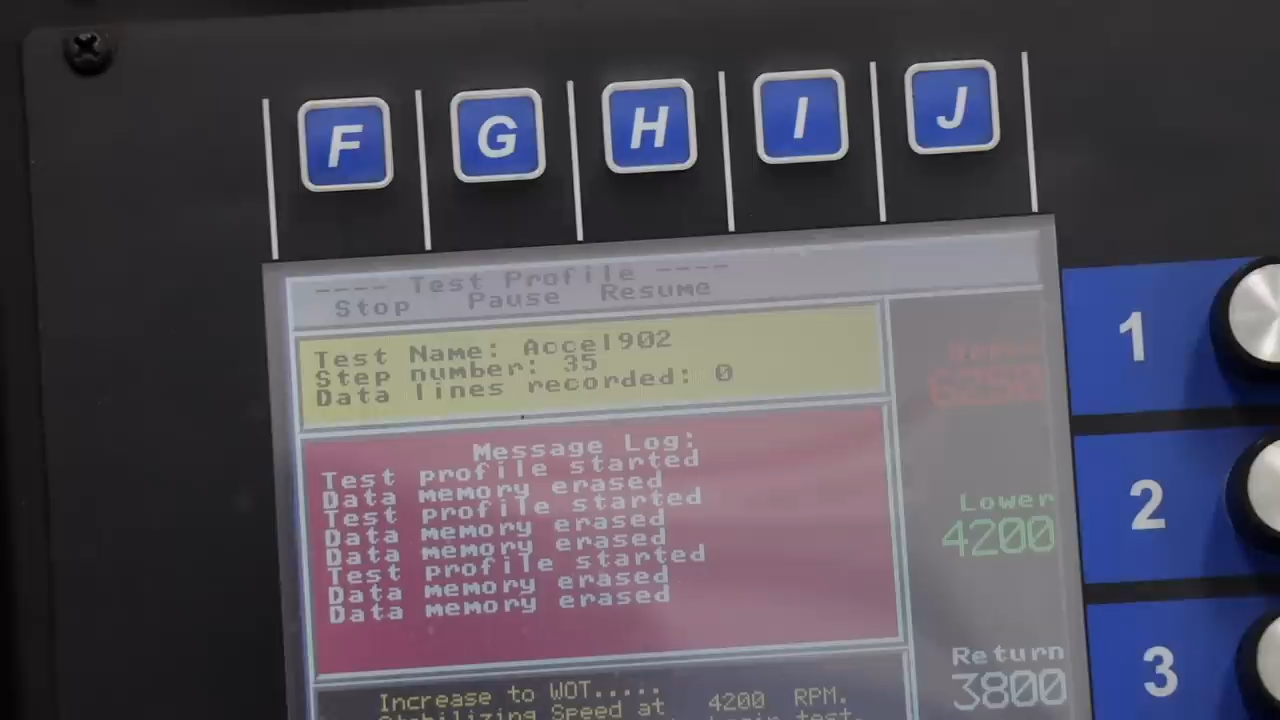 F G H I J
---- Test Profile ----
Stop Pause Resume
Test Name: Accel902
Step number: 35
Data lines recorded: 0
Message Log:
Test profile started
Data memory erased
Test profile started
Data memory erased
Data memory erased
Test profile started
Data memory erased
Data memory erased
Increase to WOT.....
Stabilizing Speed at 4200 RPM.
6250
Lower
4200
Return
3800
1
2
3